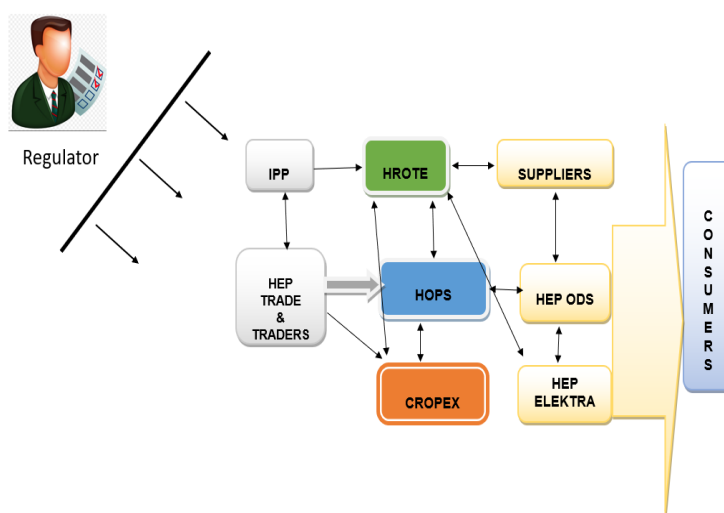 Regulator
IPP
HROTE
SUPPLIERS
HEP
TRADE
&
TRADERS
HOPS
HEP ODS
CROPEX
HEP
ELEKTRA
C
O
N
S
U
M
E
R
S